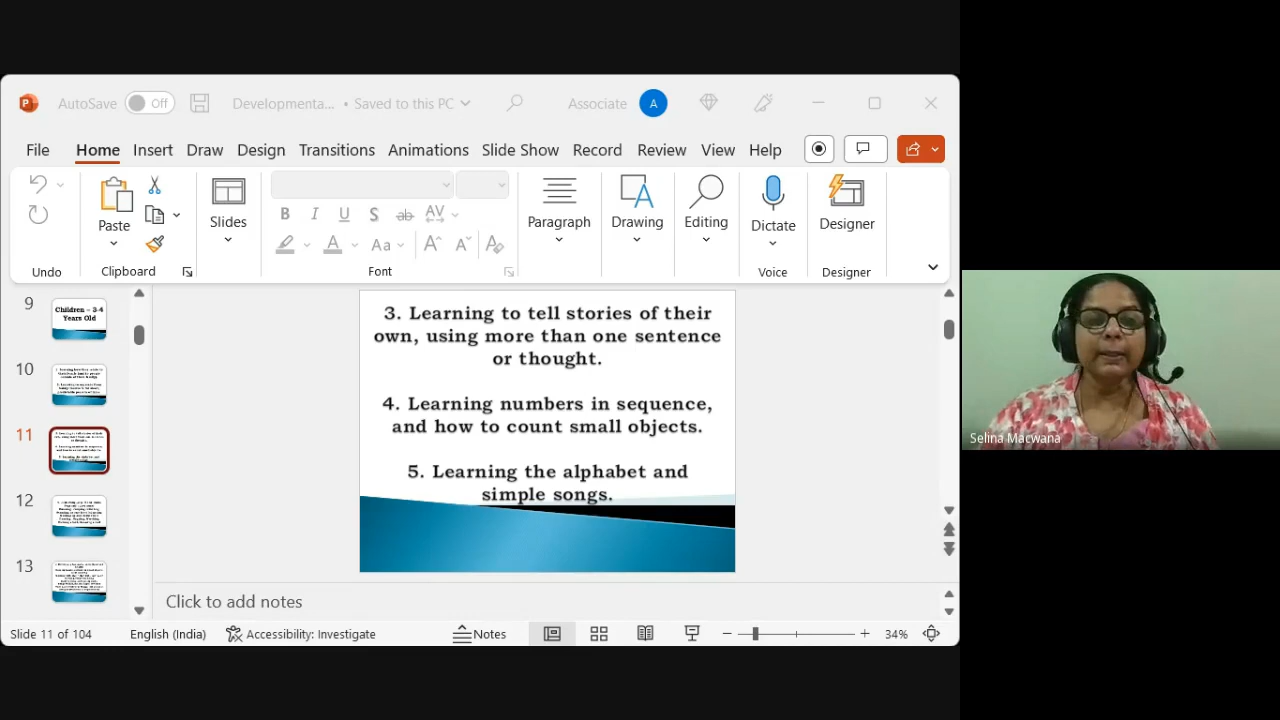 AutoSave Off Developmenta... • Saved to this PC Associate A
File Home Insert Draw Design Transitions Animations Slide Show Record Review View Help
Paste Slides Paragraph Drawing Editing Dictate Designer
B I U S ab AV
A Aa A A A
Undo Clipboard Font Voice Designer
9
Children – 3-4
Years Old
10
11
12
13
3. Learning to tell stories of their
own, using more than one sentence
or thought.
4. Learning numbers in sequence,
and how to count small objects.
5. Learning the alphabet and
simple songs.
Click to add notes
Slide 11 of 104 English (India) Accessibility: Investigate Notes 34%
Selina Macwana